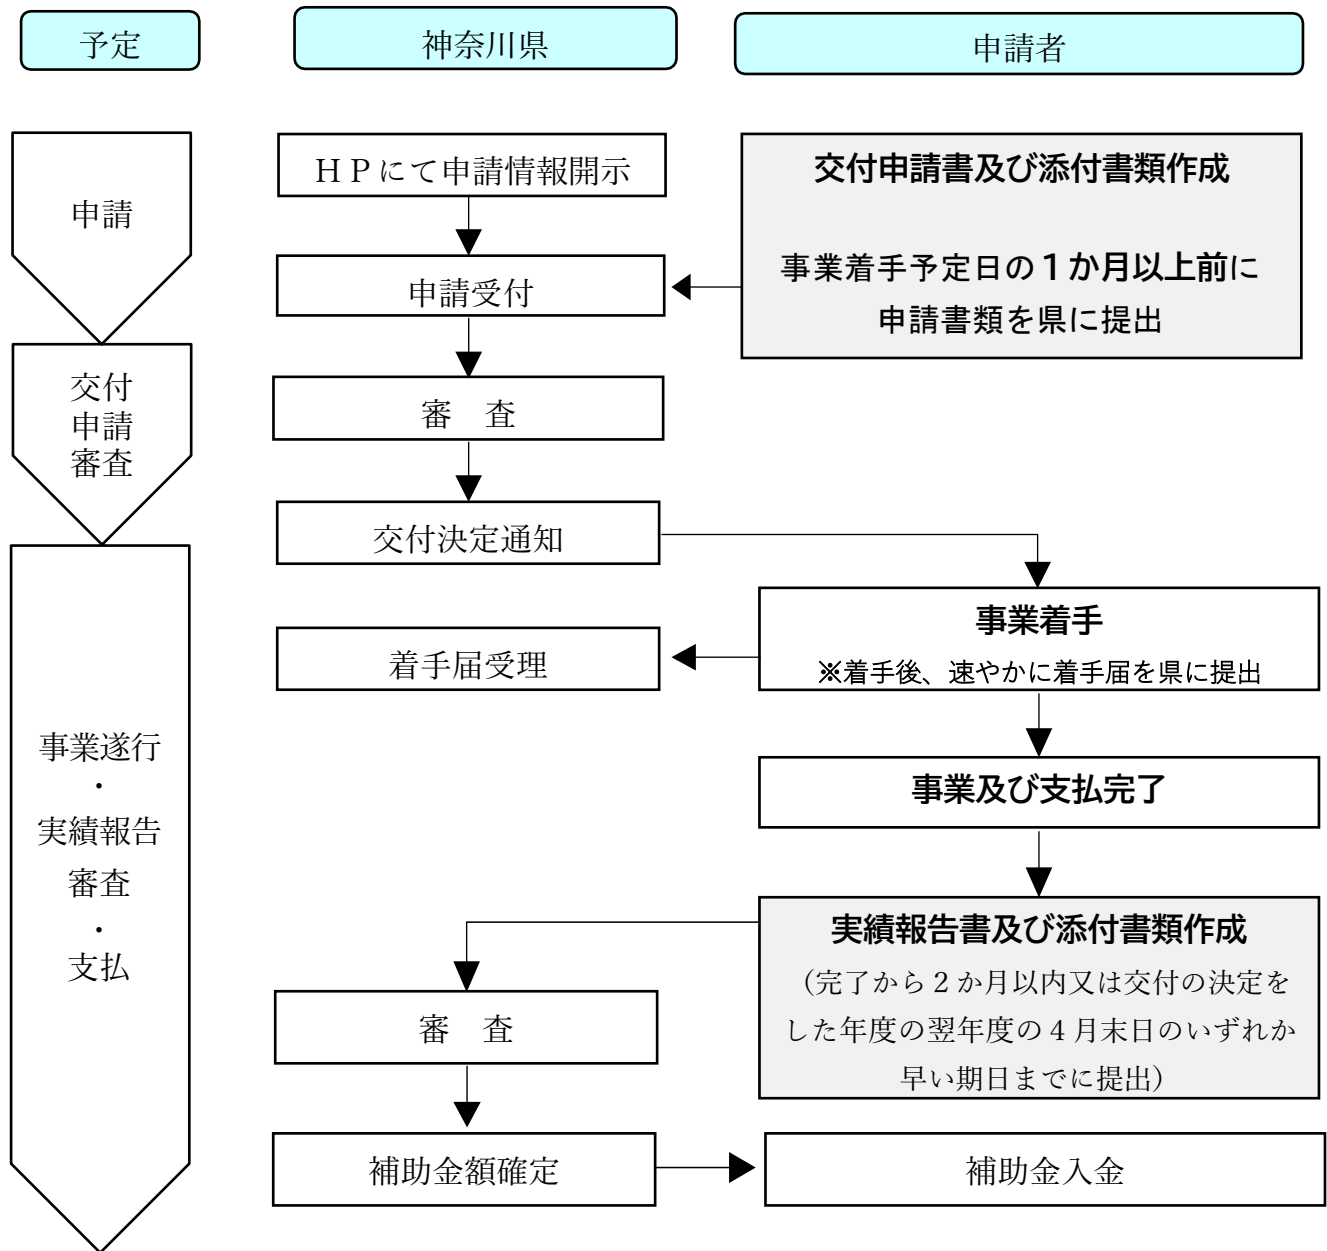 予定
神奈川県
申請者
申請
ＨＰにて申請情報開示
交付申請書及び添付書類作成
事業着手予定日の１か月以上前に
申請書類を県に提出
申請受付
交付
申請
審査
審　査
交付決定通知
事業着手
※着手後、速やかに着手届を県に提出
着手届受理
事業及び支払完了
事業遂行
・
実績報告
審査
・
支払
実績報告書及び添付書類作成
（完了から２か月以内又は交付の決定を
した年度の翌年度の４月末日のいずれか
早い期日までに提出）
審　査
補助金額確定
補助金入金